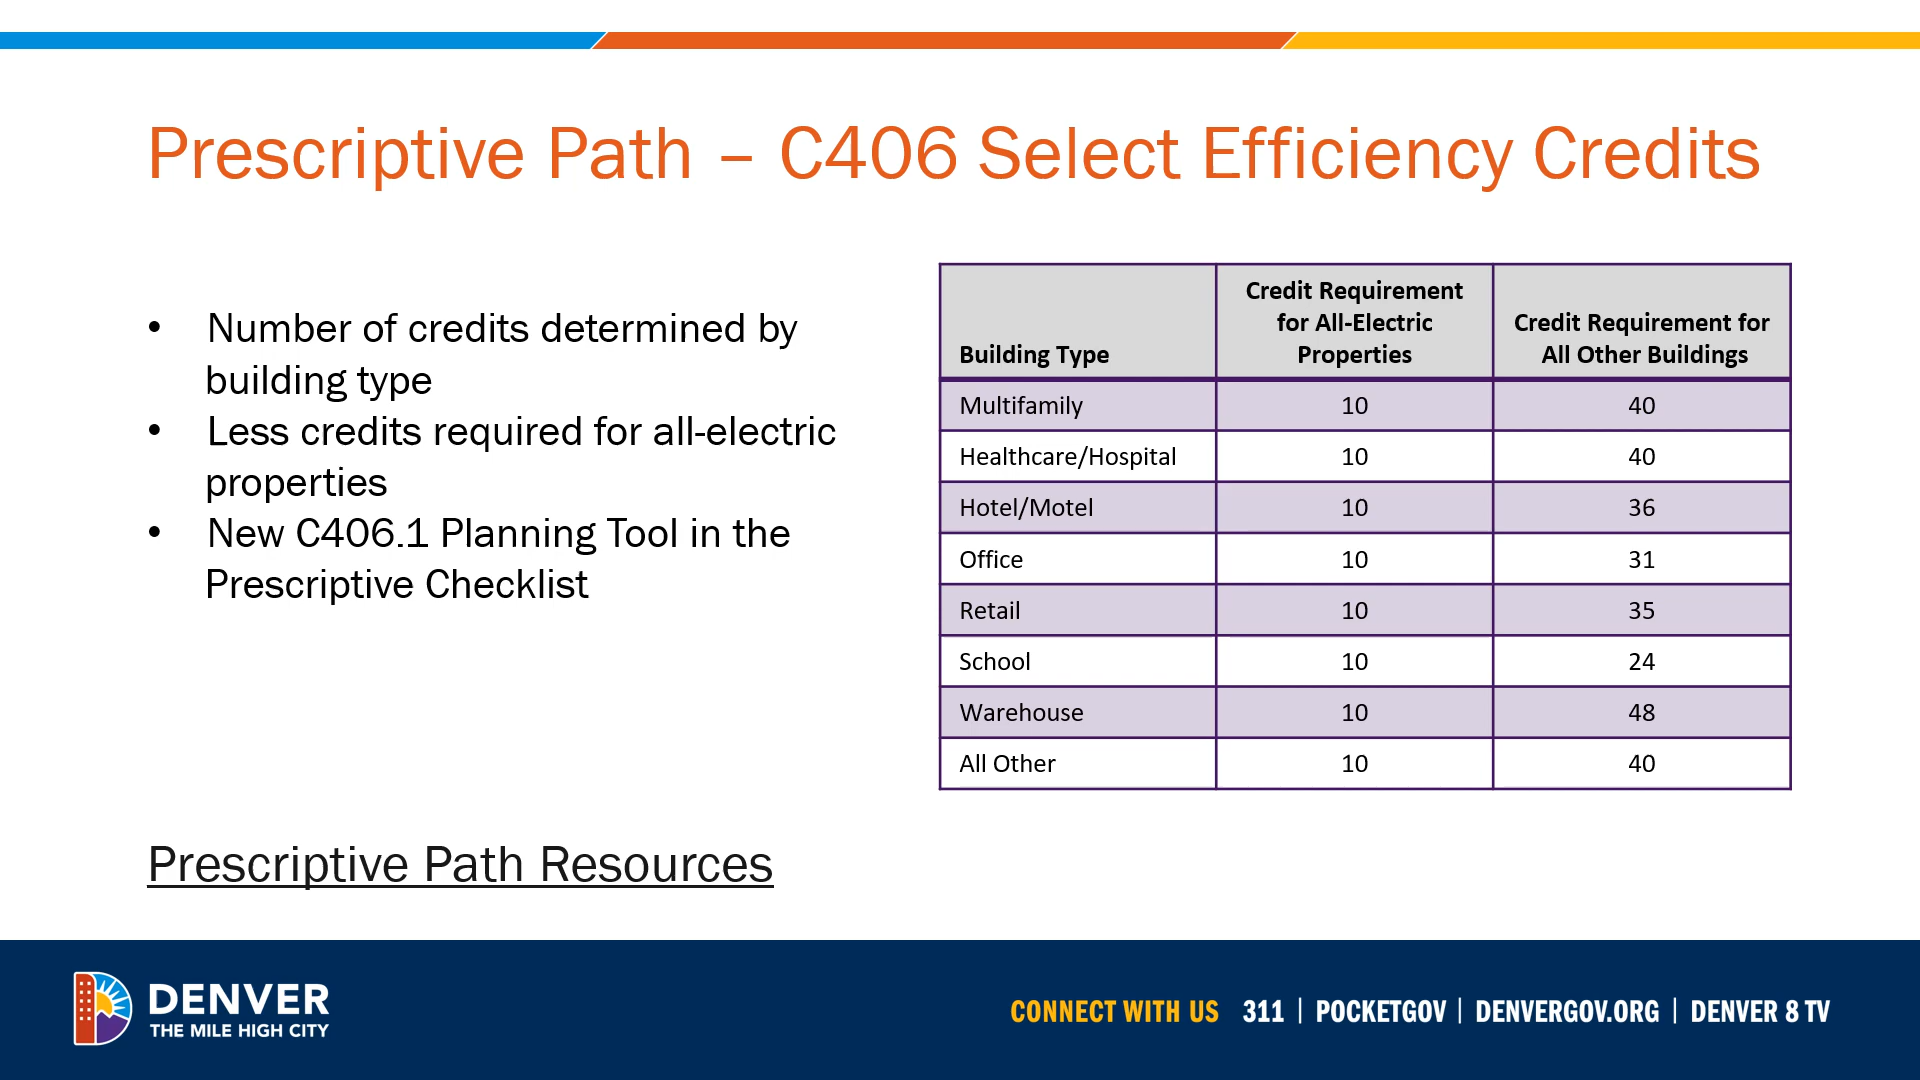 Prescriptive Path – C406 Select Efficiency Credits
• Number of credits determined by
building type
• Less credits required for all-electric
properties
• New C406.1 Planning Tool in the
Prescriptive Checklist
Building Type
Credit Requirement
for All-Electric
Properties
Credit Requirement for
All Other Buildings
Multifamily 10 40
Healthcare/Hospital 10 40
Hotel/Motel 10 36
Office 10 31
Retail 10 35
School 10 24
Warehouse 10 48
All Other 10 40
Prescriptive Path Resources
DENVER
THE MILE HIGH CITY
CONNECT WITH US 311 | POCKETGOV | DENVERGOV.ORG | DENVER 8 TV